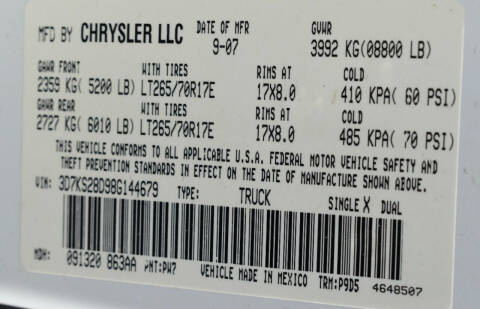 MFD BY CHRYSLER LLC DATE OF MFR GVWR
9-07 3992 KG(08800 LB)
GAWR FRONT WITH TIRES RIMS AT COLD
2359 KG( 5200 LB) LT265/70R17E 17X8.0 410 KPA( 60 PSI)
GAWR REAR WITH TIRES RIMS AT COLD
2727 KG( 6010 LB) LT265/70R17E 17X8.0 485 KPA( 70 PSI)
THIS VEHICLE CONFORMS TO ALL APPLICABLE U.S.A. FEDERAL MOTOR VEHICLE SAFETY AND
THEFT PREVENTION STANDARDS IN EFFECT ON THE DATE OF MANUFACTURE SHOWN ABOVE.
VIN: 3D7KS28D98G144679 TYPE: TRUCK SINGLE X DUAL
MDH: 091320 863AA PNT:PW7 VEHICLE MADE IN MEXICO TRM:P9D5 4648507